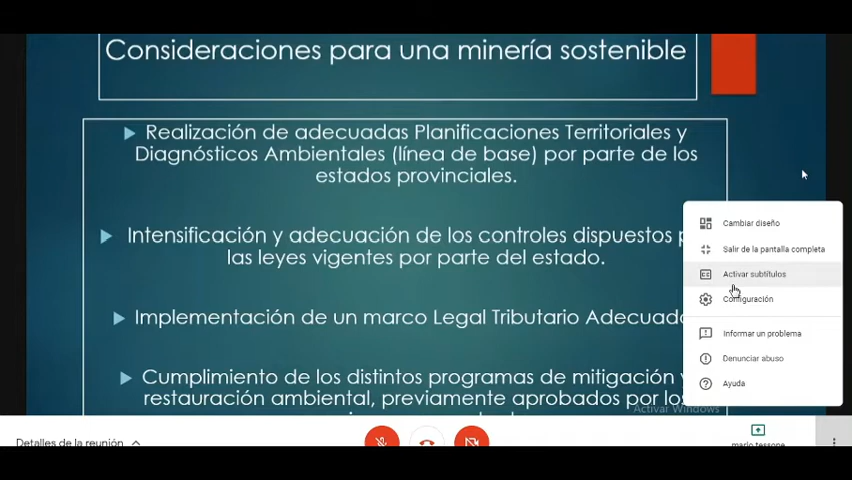 Consideraciones para una minería sostenible
Realización de adecuadas Planificaciones Territoriales y
Diagnósticos Ambientales (línea de base) por parte de los
estados provinciales.
Intensificación y adecuación de los controles dispuestos
las leyes vigentes por parte del estado.
Implementación de un marco Legal Tributario Adecuado
Cumplimiento de los distintos programas de mitigación y
restauración ambiental, previamente aprobados por los
Cambiar diseño
Salir de la pantalla completa
Activar subtítulos
Configuración
Informar un problema
Denunciar abuso
Ayuda
Activar Windows
Detalles de la reunión
mario tessone